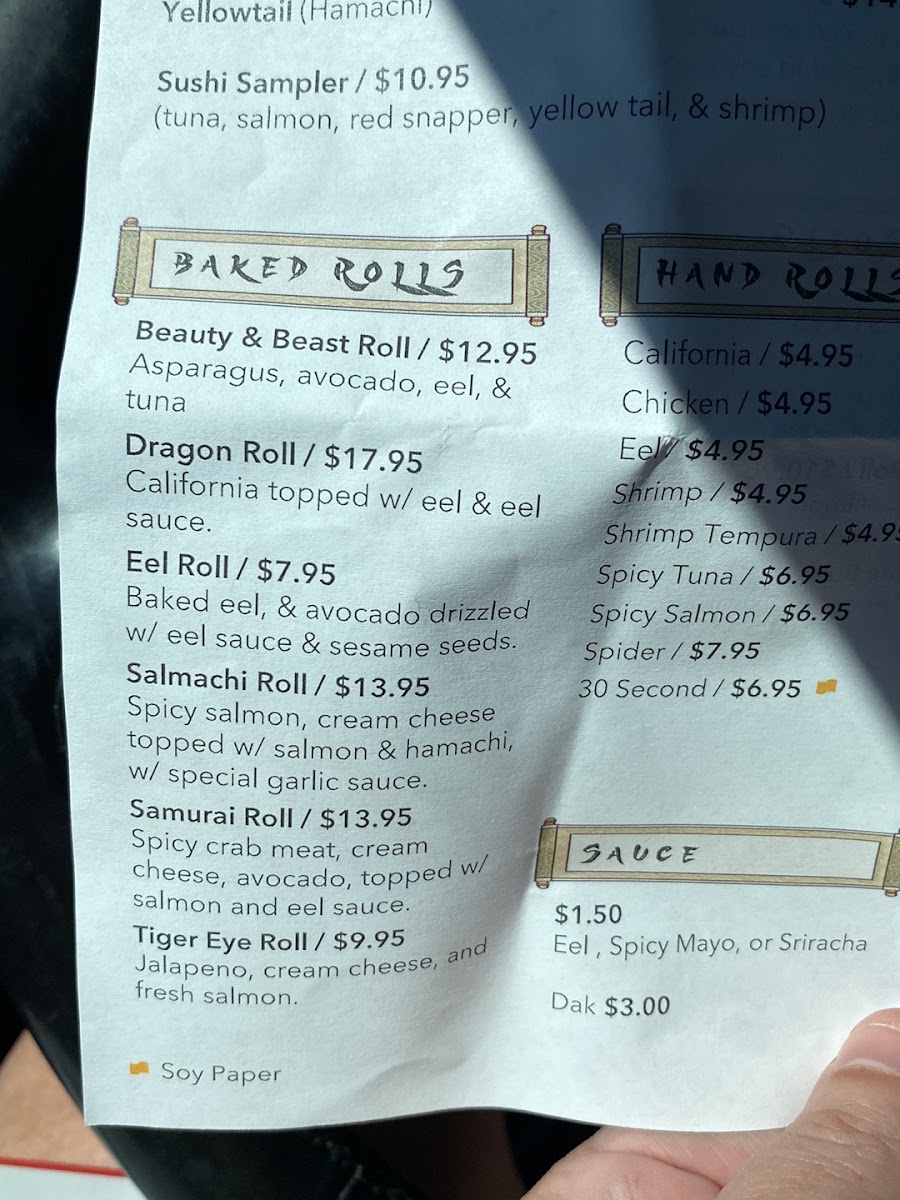 Yellowtail (Hamachi)
Sushi Sampler / $10.95
(tuna, salmon, red snapper, yellow tail, & shrimp)
BAKED ROLLS
Beauty & Beast Roll / $12.95
Asparagus, avocado, eel, &
tuna
Dragon Roll / $17.95
California topped w/ eel & eel
sauce.
Eel Roll / $7.95
Baked eel, & avocado drizzled
w/ eel sauce & sesame seeds.
Salmachi Roll / $13.95
Spicy salmon, cream cheese
topped w/ salmon & hamachi,
w/ special garlic sauce.
Samurai Roll / $13.95
Spicy crab meat, cream
cheese, avocado, topped w/
salmon and eel sauce.
Tiger Eye Roll / $9.95
Jalapeno, cream cheese, and
fresh salmon.
Soy Paper
HAND ROLLS
California / $4.95
Chicken / $4.95
Eel / $4.95
Shrimp / $4.95
Shrimp Tempura / $4.95
Spicy Tuna / $6.95
Spicy Salmon / $6.95
Spider / $7.95
30 Second / $6.95
SAUCE
$1.50
Eel , Spicy Mayo, or Sriracha
Dak $3.00